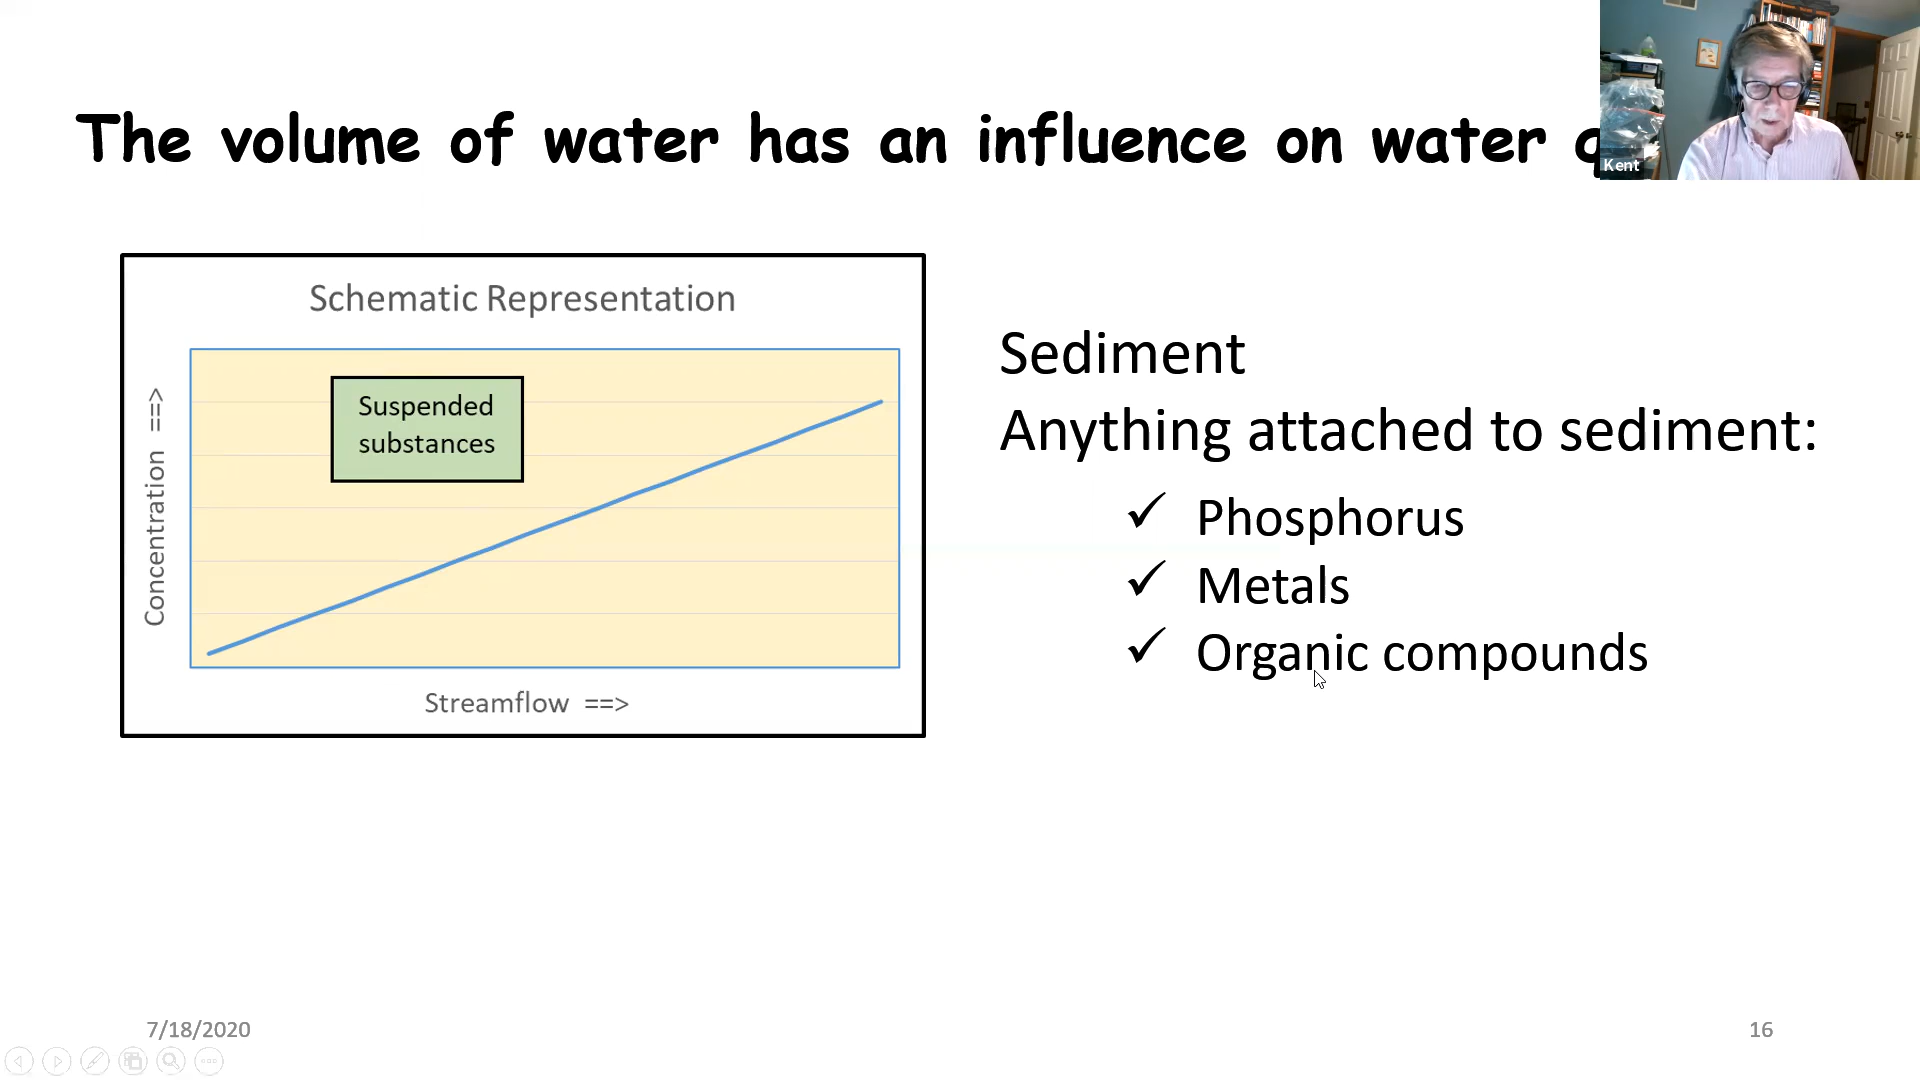 The volume of water has an influence on water
Kent
Schematic Representation
Suspended
substances
Concentration ==>
Streamflow ==>
Sediment
Anything attached to sediment:
✓ Phosphorus
✓ Metals
✓ Organic compounds
7/18/2020
16